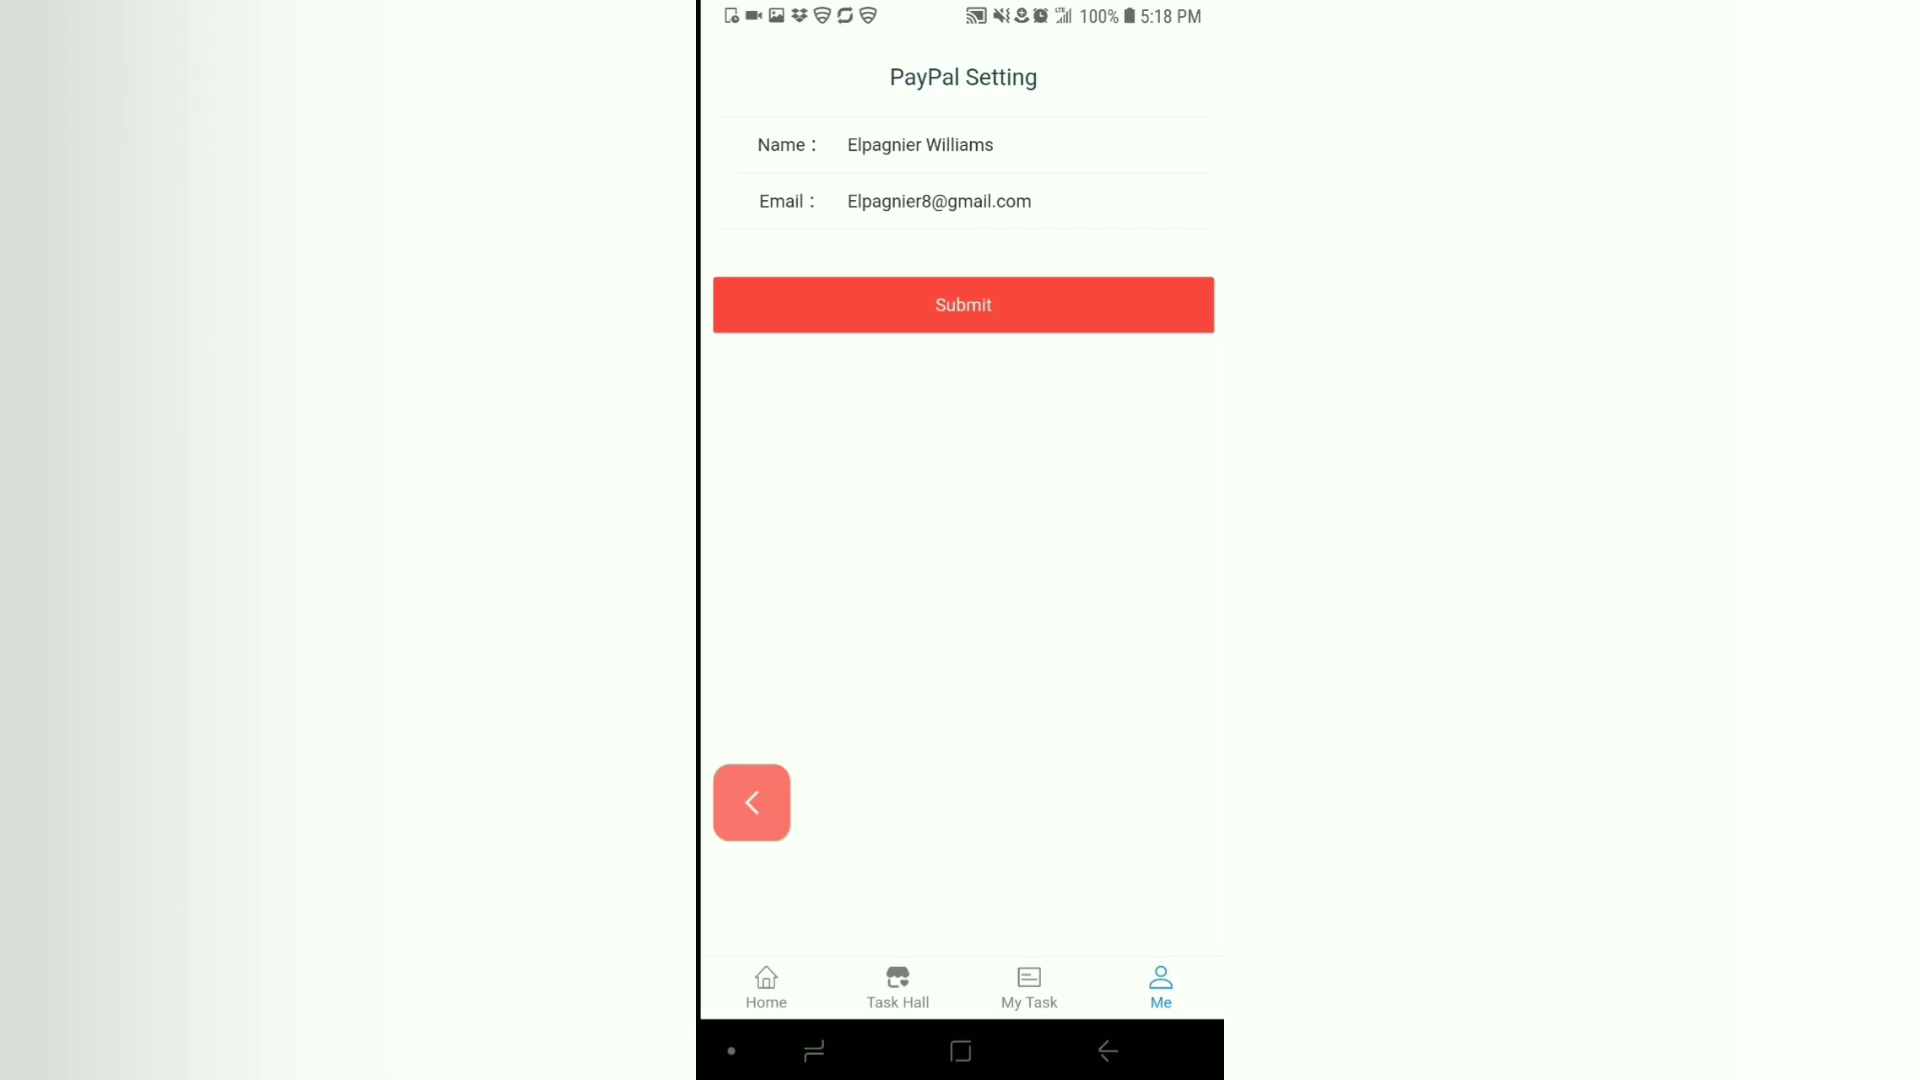 100% 5:18 PM
PayPal Setting
Name : Elpagnier Williams
Email : Elpagnier8@gmail.com
Submit
Home Task Hall My Task Me